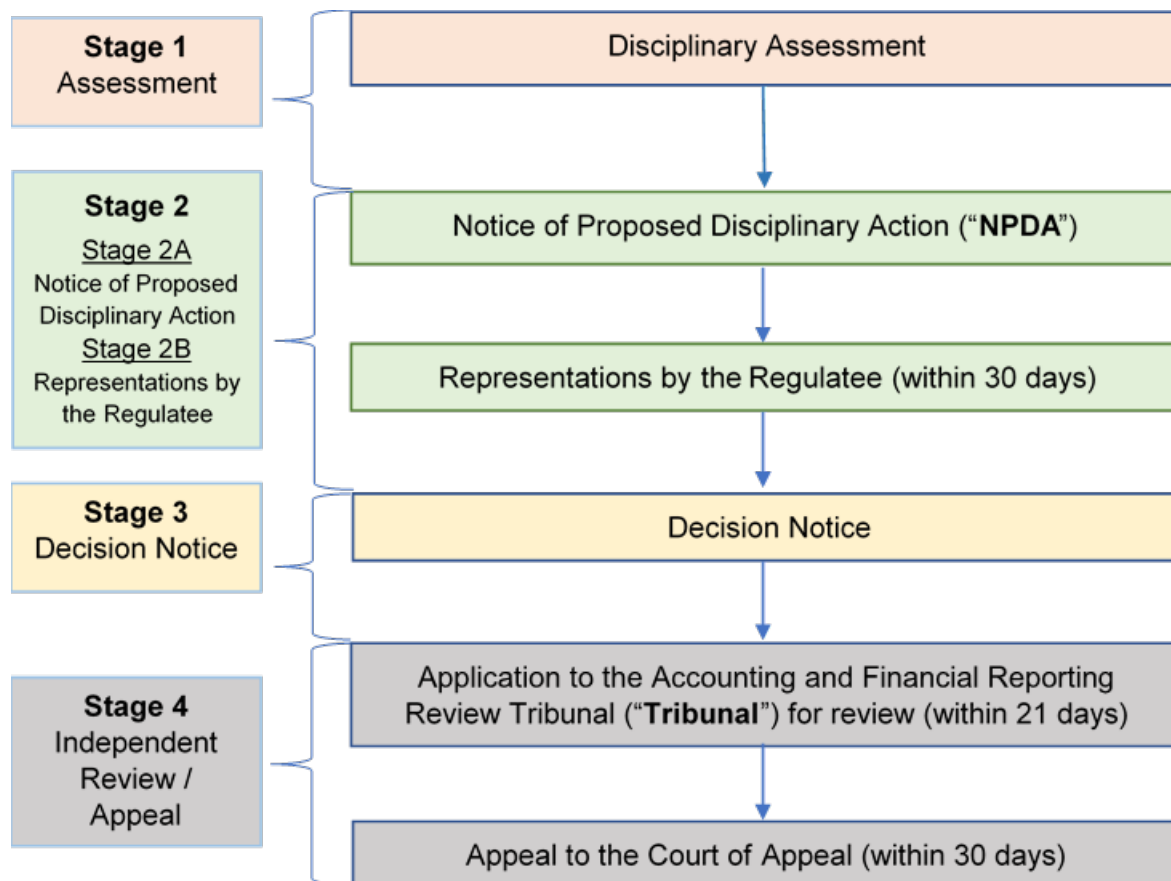 Stage 1
Assessment
Disciplinary Assessment
Stage 2
Stage 2A
Notice of Proposed
Disciplinary Action
Stage 2B
Representations by
the Regulatee
Notice of Proposed Disciplinary Action (“NPDA”)
Representations by the Regulatee (within 30 days)
Stage 3
Decision Notice
Decision Notice
Stage 4
Independent
Review /
Appeal
Application to the Accounting and Financial Reporting
Review Tribunal (“Tribunal”) for review (within 21 days)
Appeal to the Court of Appeal (within 30 days)